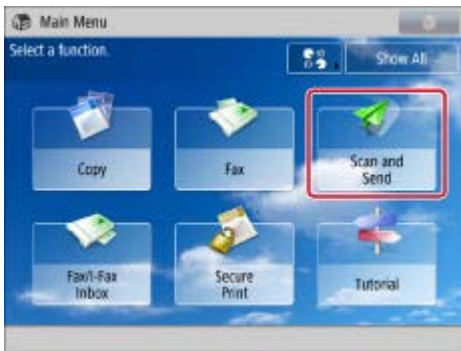 Main Menu
Select a function.
Show All
Copy
Fax
Scan and
Send
Fax/I-Fax
Inbox
Secure
Print
Tutorial